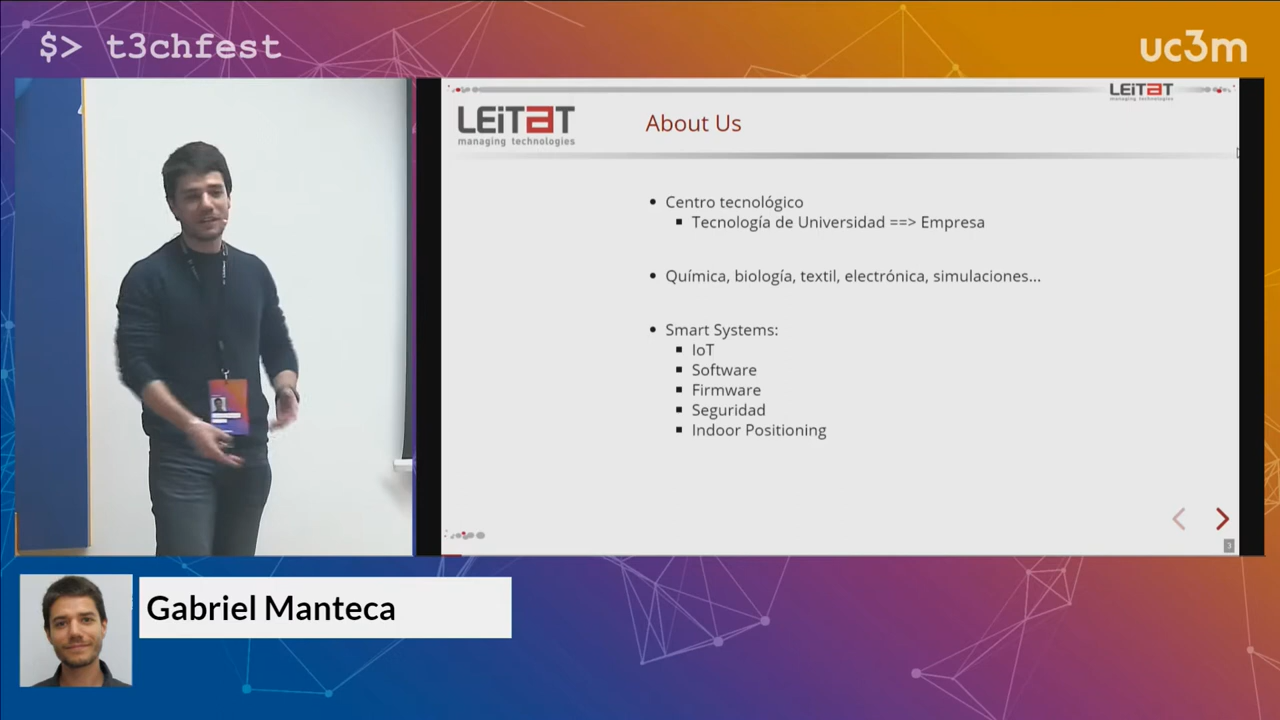 $> t3chfest
uc3m
LEiTAT
managing technologies
LEiTAT
managing technologies
About Us
Centro tecnológico
Tecnología de Universidad ==> Empresa
Química, biología, textil, electrónica, simulaciones...
Smart Systems:
IoT
Software
Firmware
Seguridad
Indoor Positioning
3
Gabriel Manteca